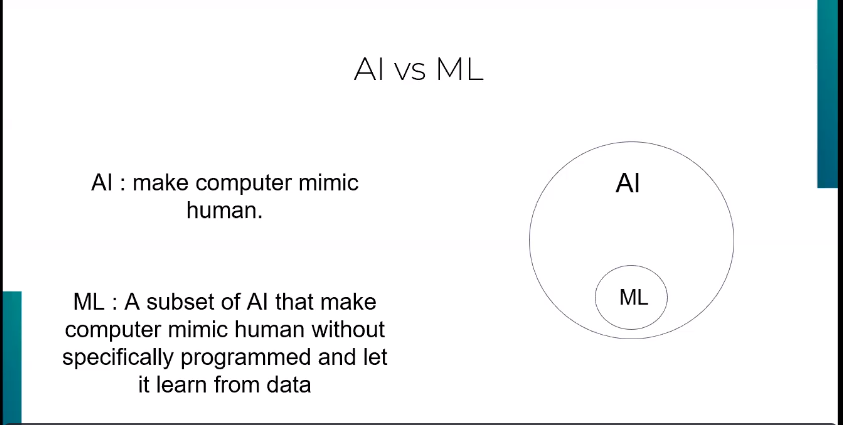 AI vs ML
AI : make computer mimic
human.
ML : A subset of AI that make
computer mimic human without
specifically programmed and let
it learn from data
AI
ML